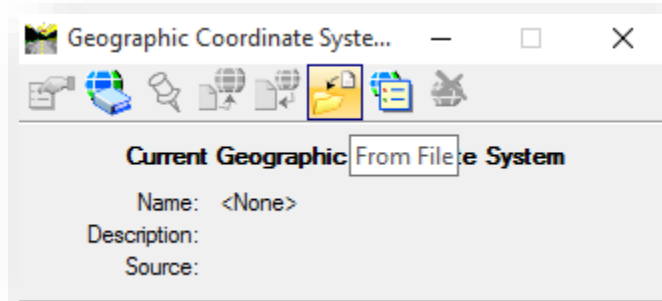 Geographic Coordinate Syste...
Current Geographic From File e System
Name: <None>
Description:
Source: